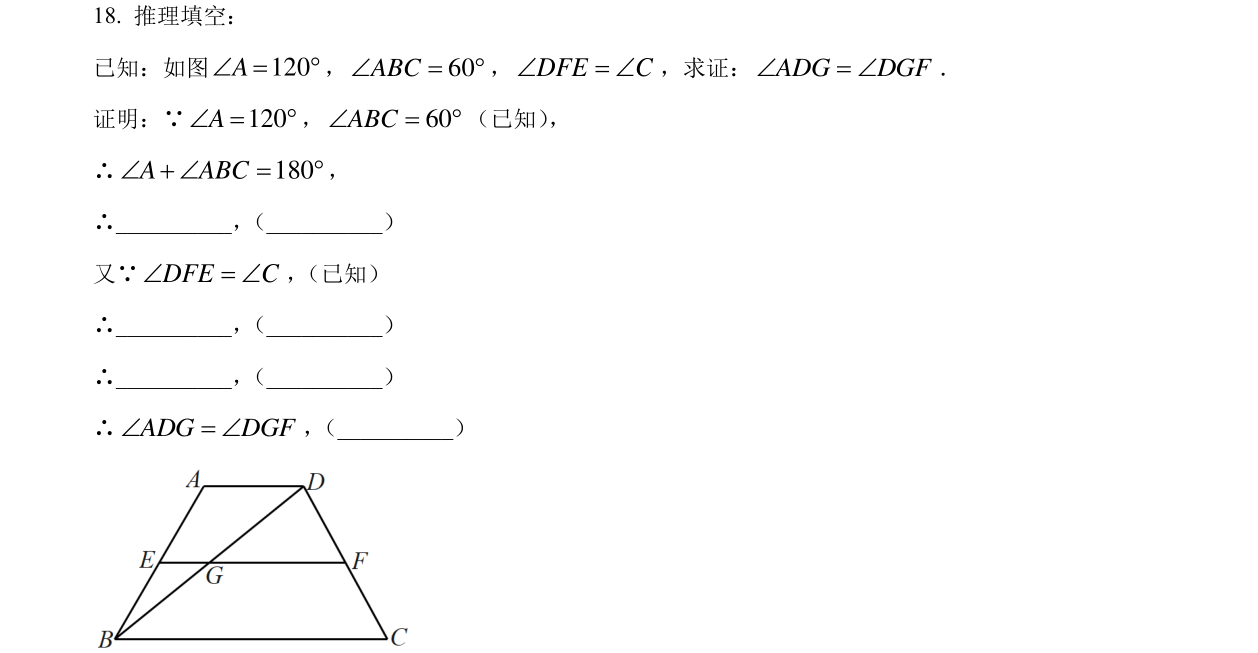 18. 推理填空：
已知：如图∠A=120°，∠ABC=60°，∠DFE=∠C，求证：∠ADG=∠DGF．
证明：∵∠A=120°，∠ABC=60°（已知），
∴∠A+∠ABC=180°，
∴__________，（__________）
又∵∠DFE=∠C，（已知）
∴__________，（__________）
∴__________，（__________）
∴∠ADG=∠DGF，（__________）
A D
E G F
B C